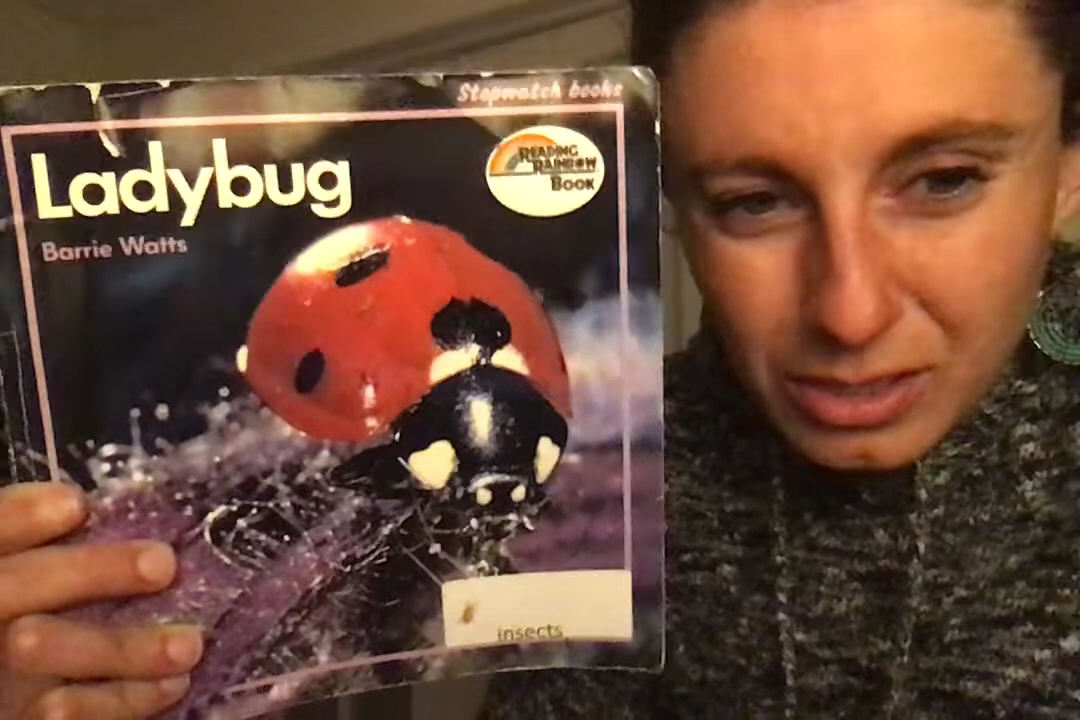 Stopwatch books
Ladybug
READING
RAINBOW
BOOK
Barrie Watts
insects